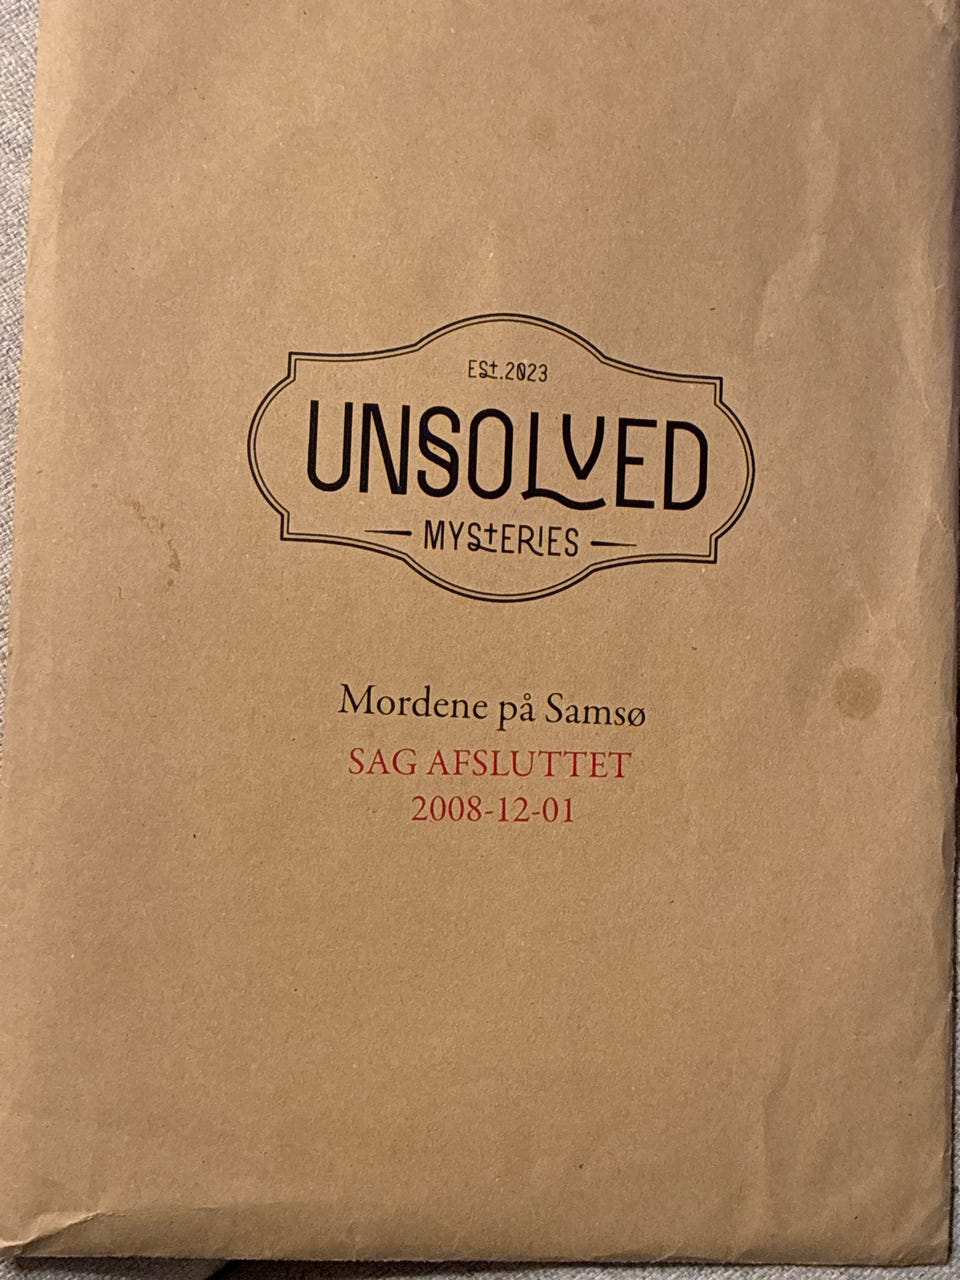 Est.2023
UNSOLVED
MYSTERIES
Mordene på Samsø
SAG AFSLUTTET
2008-12-01